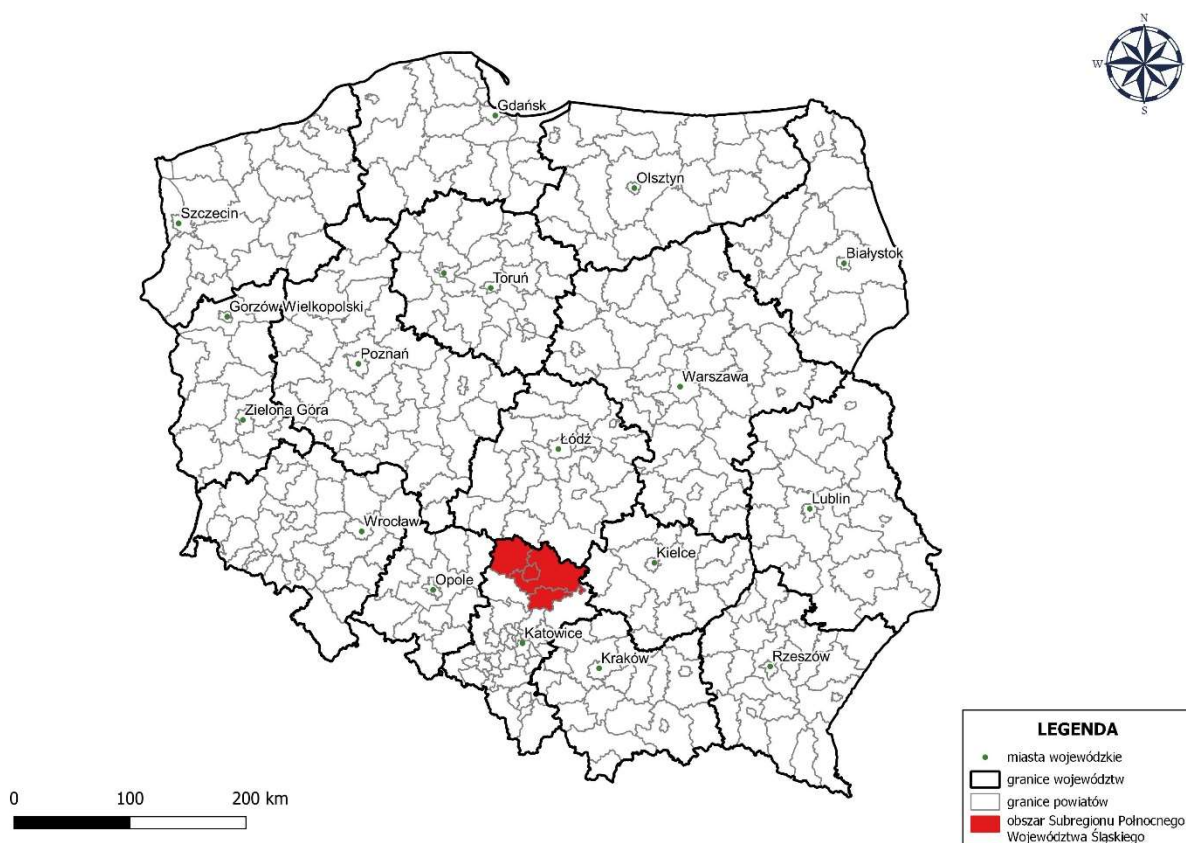 N
W
E
S
Gdańsk
Olsztyn
Szczecin
Białystok
Toruń
Gorzów Wielkopolski
Poznań
Warszawa
Zielona Góra
Łódź
Lublin
Wrocław
Kielce
Opole
Katowice
Kraków
Rzeszów
LEGENDA
miasta wojewódzkie
granice województw
granice powiatów
obszar Subregionu Północnego
Województwa Śląskiego
0 100 200 km